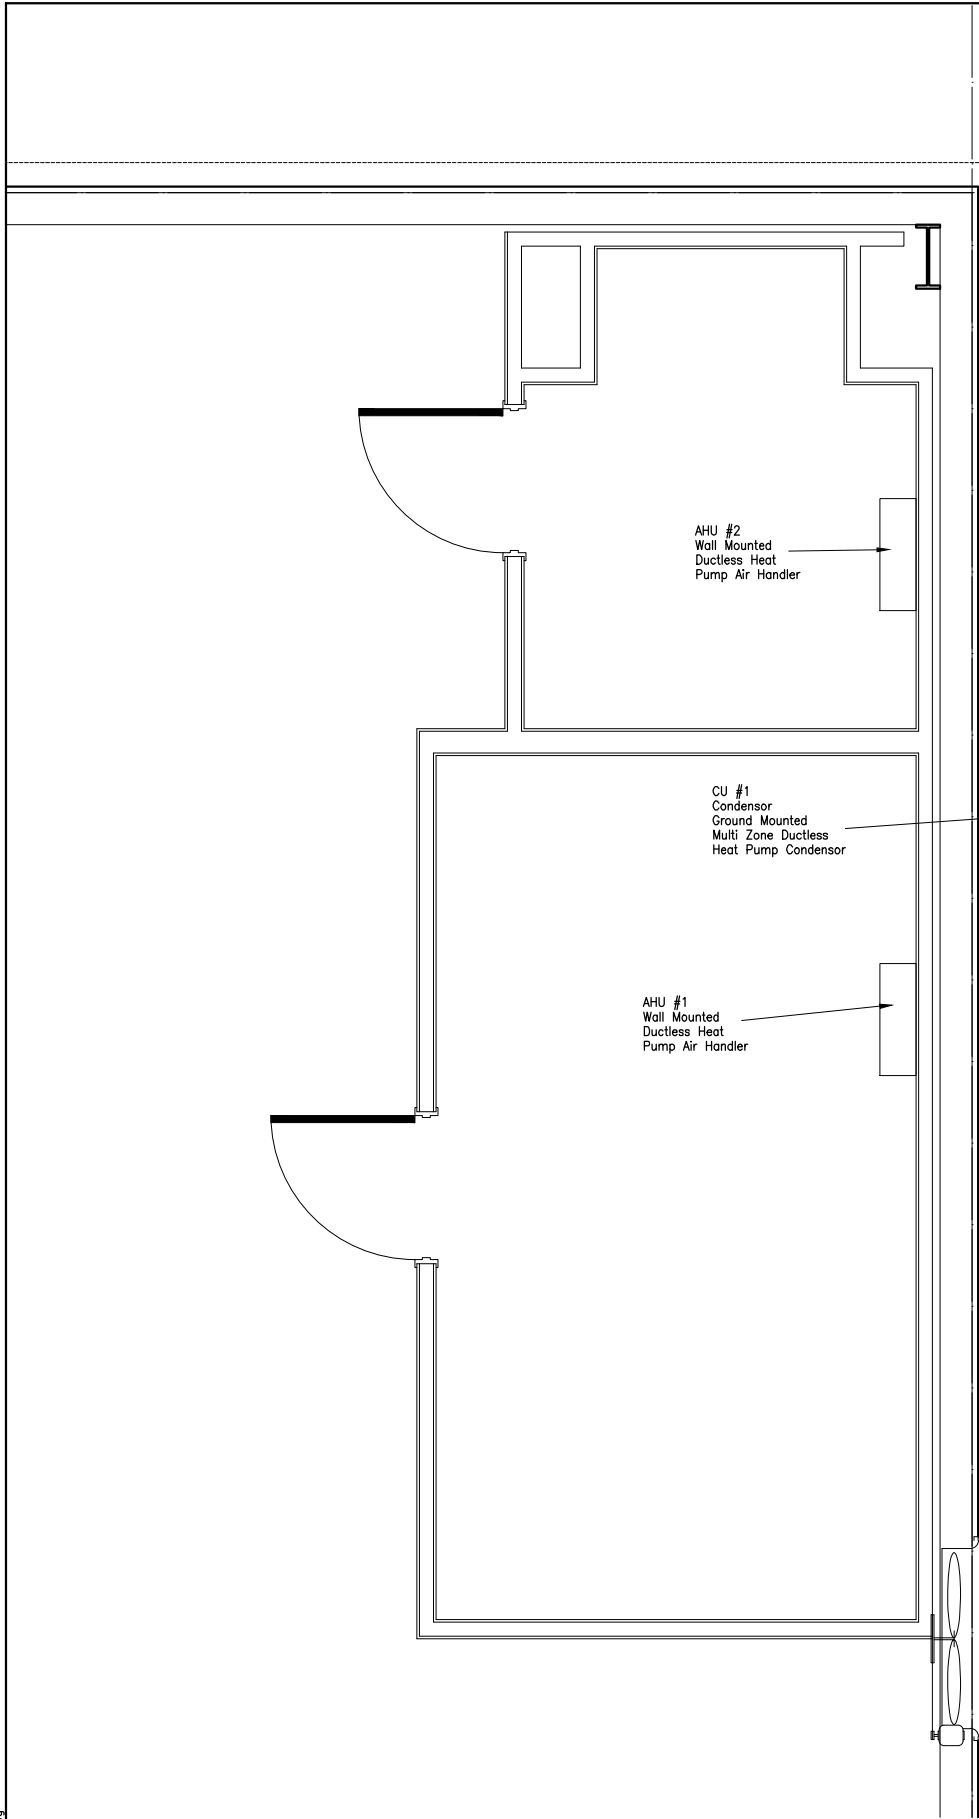 AHU #2
Wall Mounted
Ductless Heat
Pump Air Handler
CU #1
Condensor
Ground Mounted
Multi Zone Ductless
Heat Pump Condensor
AHU #1
Wall Mounted
Ductless Heat
Pump Air Handler